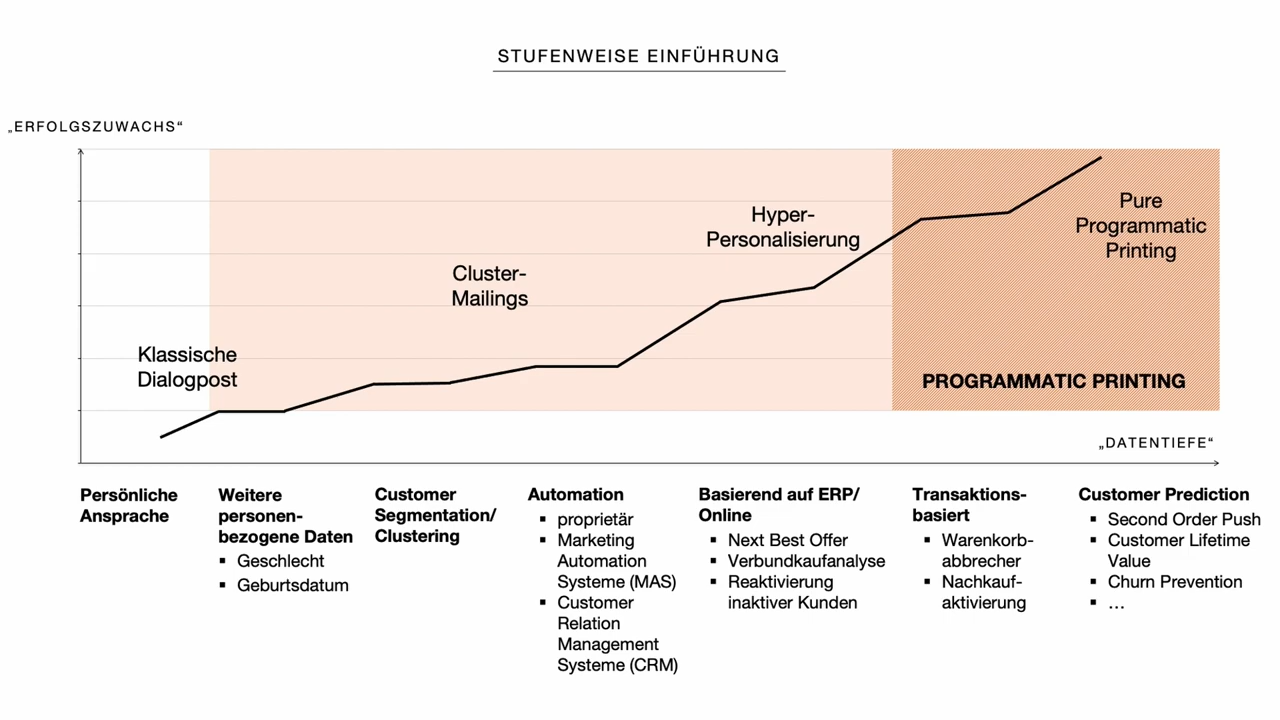 STUFENWEISE EINFÜHRUNG
„ERFOLGSZUWACHS“
Klassische
Dialogpost
Cluster-
Mailings
Hyper-
Personalisierung
Pure
Programmatic
Printing
PROGRAMMATIC PRINTING
„DATENTIEFE“
Persönliche
Ansprache
Weitere
personen-
bezogene Daten
▪ Geschlecht
▪ Geburtsdatum
Customer
Segmentation/
Clustering
Automation
▪ proprietär
▪ Marketing
Automation
Systeme (MAS)
▪ Customer
Relation
Management
Systeme (CRM)
Basierend auf ERP/
Online
▪ Next Best Offer
▪ Verbundkaufanalyse
▪ Reaktivierung
inaktiver Kunden
Transaktions-
basiert
▪ Warenkorb-
abbrecher
▪ Nachkauf-
aktivierung
Customer Prediction
▪ Second Order Push
▪ Customer Lifetime
Value
▪ Churn Prevention
▪ …